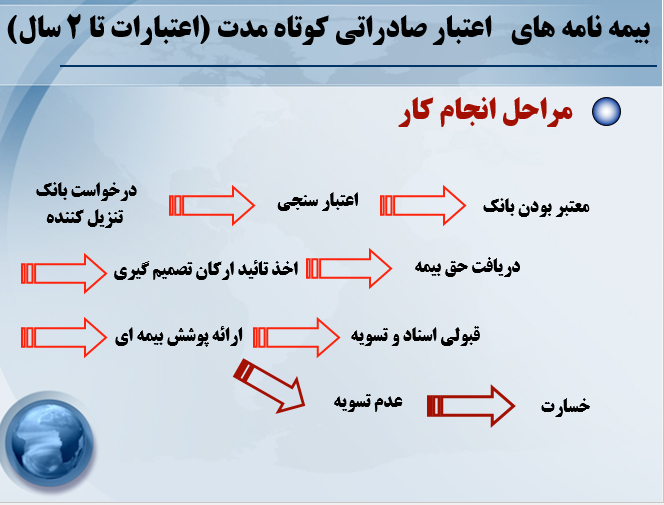 بیمه نامه های اعتبار صادراتی کوتاه مدت (اعتبارات تا ۲ سال)
مراحل انجام کار
درخواست بانک
تنزیل کننده
اعتبار سنجی
معتبر بودن بانک
اخذ تائید ارکان تصمیم گیری
دریافت حق بیمه
ارائه پوشش بیمه ای
قبولی اسناد و تسویه
عدم تسویه
خسارت